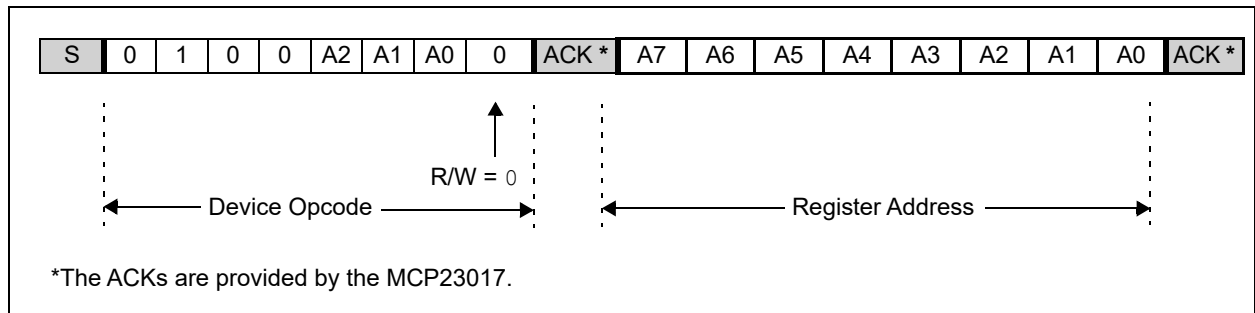 S 0 1 0 0 A2 A1 A0 0 ACK * A7 A6 A5 A4 A3 A2 A1 A0 ACK *
R/W = 0
Device Opcode
Register Address
*The ACKs are provided by the MCP23017.